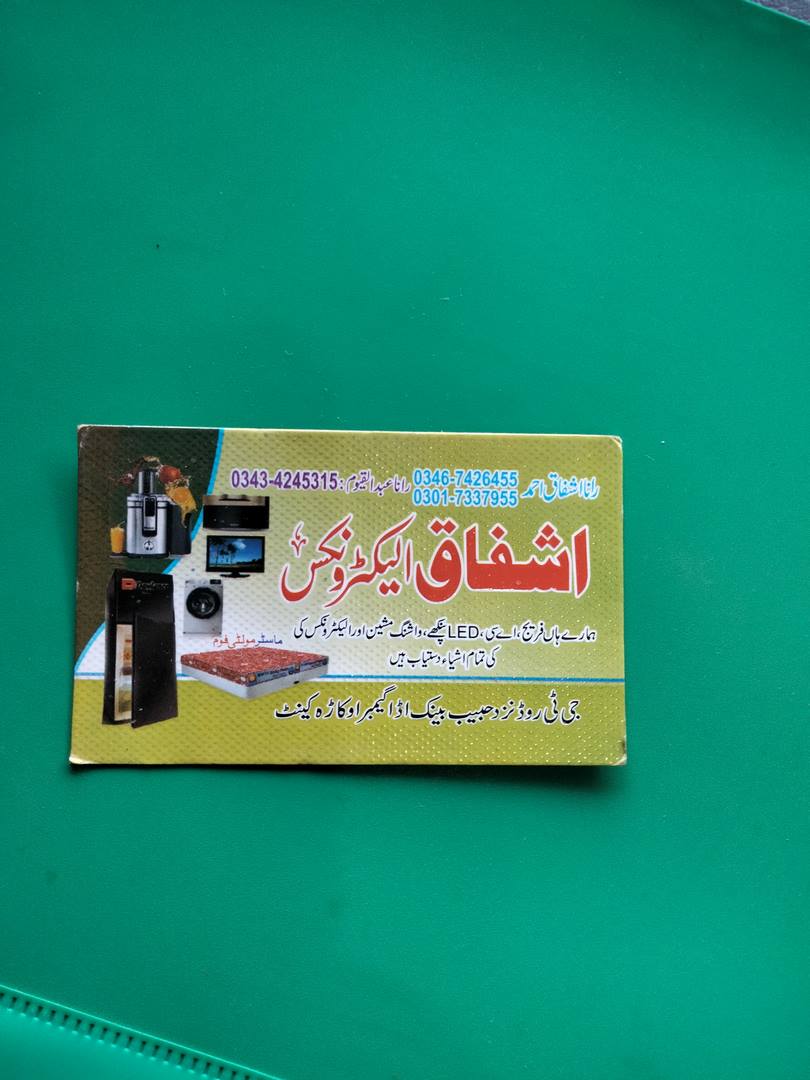 رانا اشفاق احمد 0346-7426455 رانا عبدالقیوم: 0343-4245315
0301-7337955
اشفاق الیکٹرونکس
ہمارے ہاں فریج، اے سی، LED، پنکھے، واشنگ مشین اور الیکٹرونکس کی
کی تمام اشیاء دستیاب ہیں
ماسٹر مولٹی فوم
جی ٹی روڈ نزد حبیب بینک اڈا گیمبر اوکاڑہ کینٹ